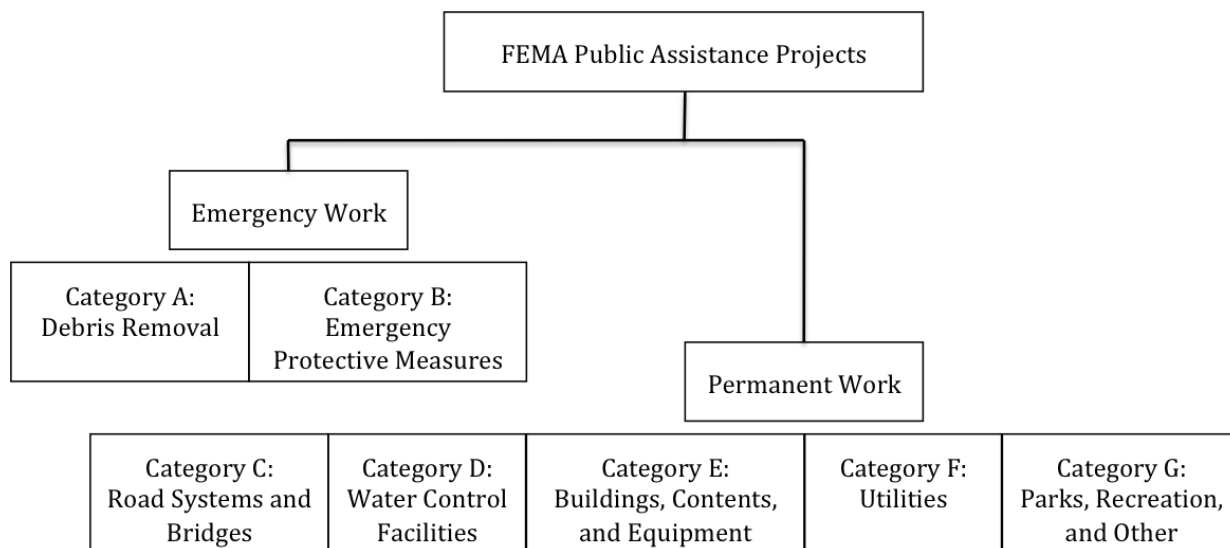 FEMA Public Assistance Projects
Emergency Work
Category A:
Debris Removal
Category B:
Emergency
Protective Measures
Permanent Work
Category C:
Road Systems and
Bridges
Category D:
Water Control
Facilities
Category E:
Buildings, Contents,
and Equipment
Category F:
Utilities
Category G:
Parks, Recreation,
and Other